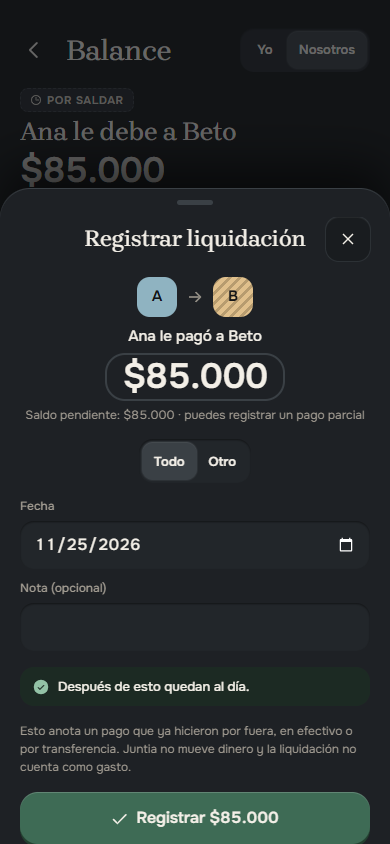 Balance
Yo
Nosotros
POR SALDAR
Ana le debe a Beto
$85.000
Registrar liquidación
A
B
Ana le pagó a Beto
$85.000
Saldo pendiente: $85.000 · puedes registrar un pago parcial
Todo
Otro
Fecha
11/25/2026
Nota (opcional)
Después de esto quedan al día.
Esto anota un pago que ya hicieron por fuera, en efectivo o
por transferencia. Juntia no mueve dinero y la liquidación no
cuenta como gasto.
Registrar $85.000